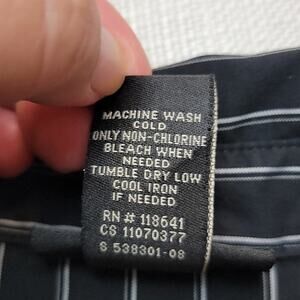 MACHINE WASH
COLD
ONLY NON-CHLORINE
BLEACH WHEN
NEEDED
TUMBLE DRY LOW
COOL IRON
IF NEEDED
RN # 118641
CS 11070377
S 538301-08